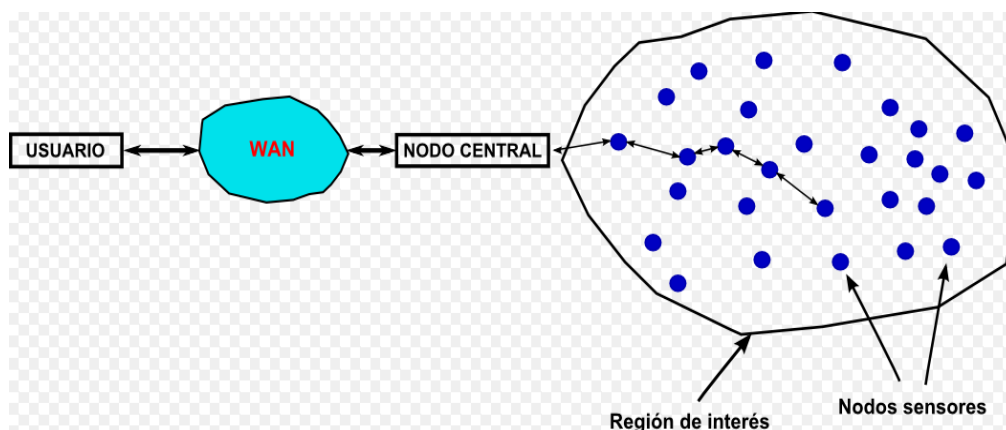 USUARIO
WAN
NODO CENTRAL
Región de interés
Nodos sensores